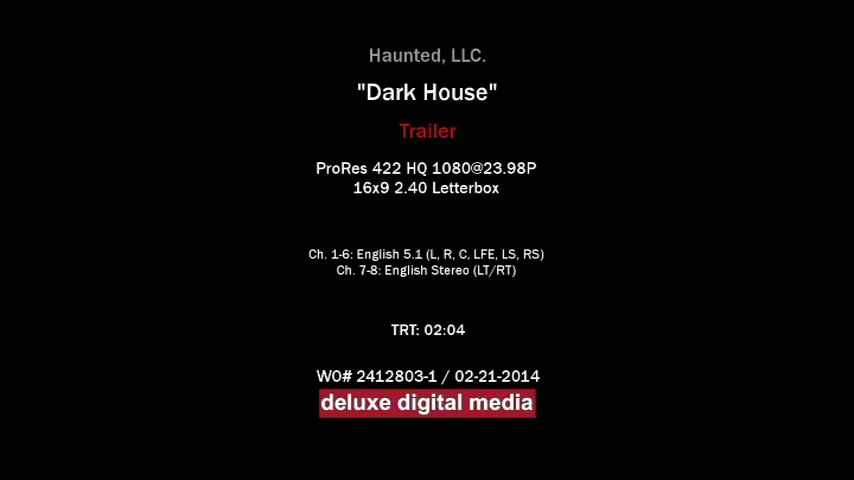 Haunted, LLC.
"Dark House"
Trailer
ProRes 422 HQ 1080@23.98P
16x9 2.40 Letterbox
Ch. 1-6: English 5.1 (L, R, C, LFE, LS, RS)
Ch. 7-8: English Stereo (LT/RT)
TRT: 02:04
WO# 2412803-1 / 02-21-2014
deluxe digital media